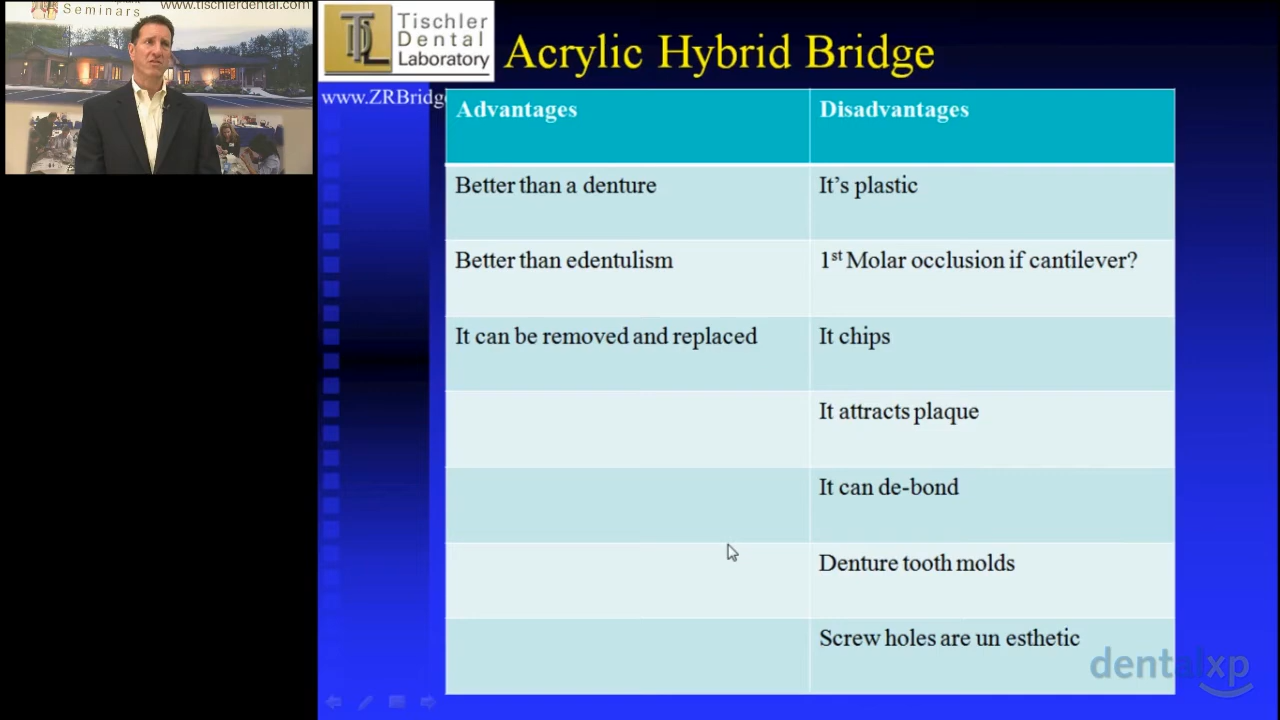 Seminars
www.tischlerdental.com
TDL
Tischler
Dental
Laboratory
Acrylic Hybrid Bridge
www.ZRBridg
Advantages Disadvantages
Better than a denture It’s plastic
Better than edentulism 1st Molar occlusion if cantilever?
It can be removed and replaced It chips
It attracts plaque
It can de-bond
Denture tooth molds
Screw holes are un esthetic
dentalxp